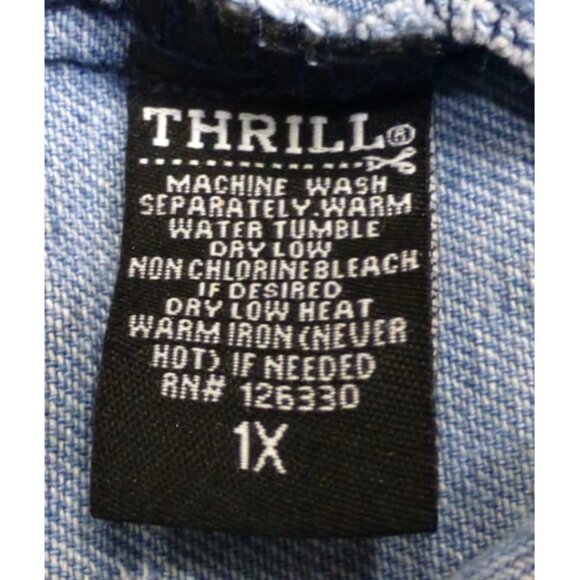 THRILL®
MACHINE WASH
SEPARATELY.WARM
WATER TUMBLE
DRY LOW
NON CHLORINE BLEACH
IF DESIRED
DRY LOW HEAT
WARM IRON (NEVER
HOT) IF NEEDED
RN# 126330
1X